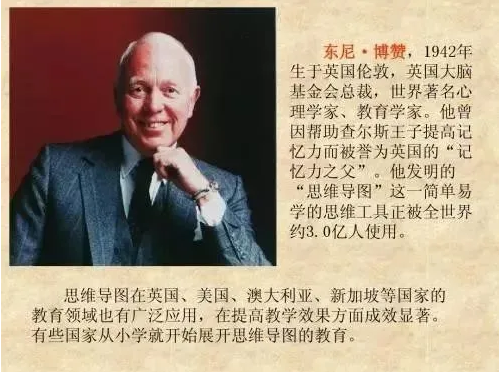 东尼·博赞，1942年
生于英国伦敦，英国大脑
基金会总裁，世界著名心
理学家、教育学家。他曾
因帮助查尔斯王子提高记
忆力而被誉为英国的“记
忆力之父”。他发明的
“思维导图”这一简单易
学的思维工具正被全世界
约3.0亿人使用。
思维导图在英国、美国、澳大利亚、新加坡等国家的
教育领域也有广泛应用，在提高教学效果方面成效显著。
有些国家从小学就开始展开思维导图的教育。